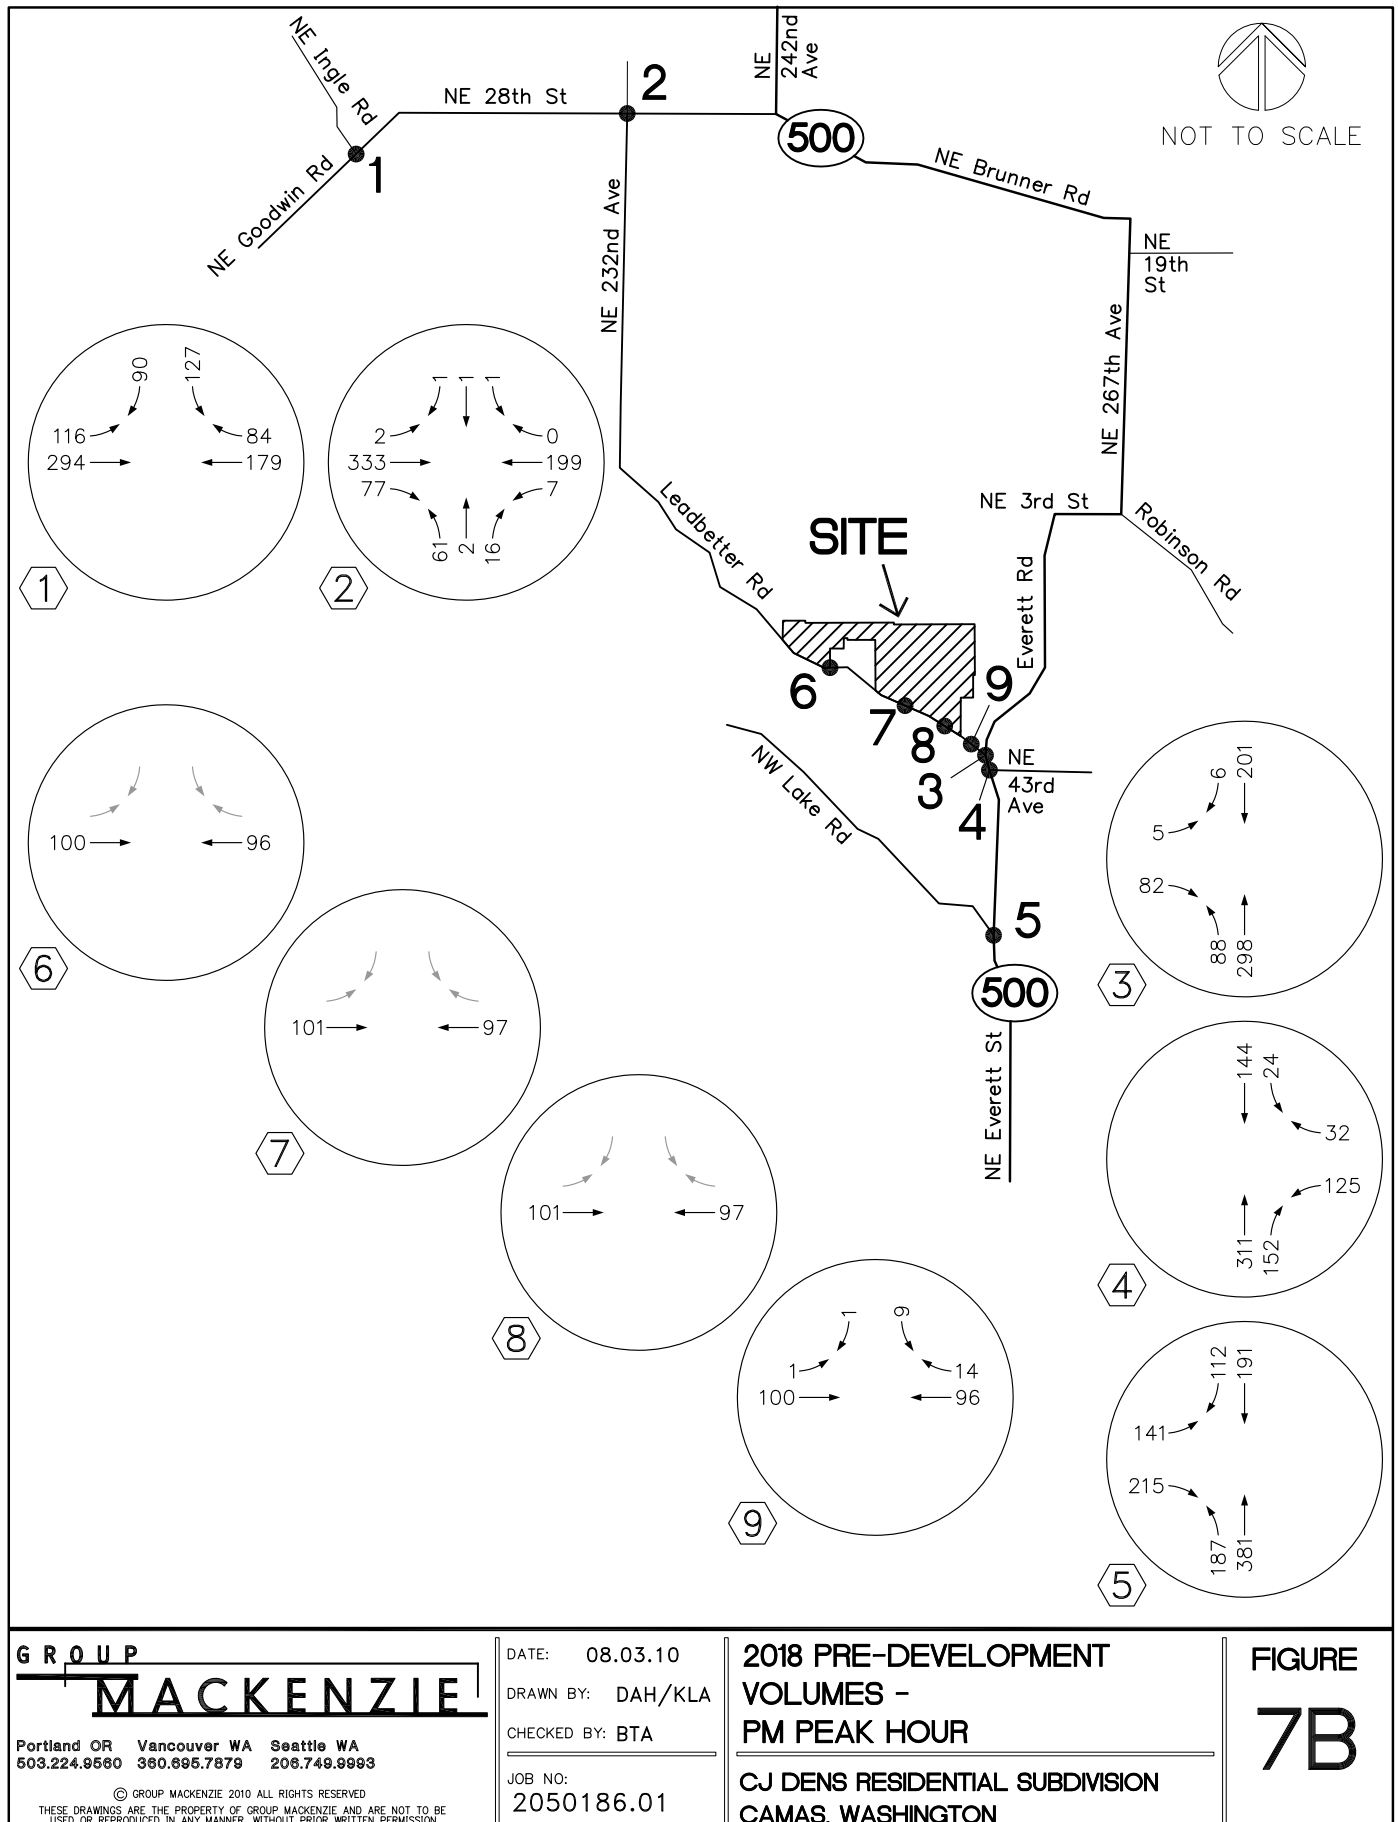 NE Ingle Rd
NE 28th St
2
NE
242nd
Ave
500
NOT TO SCALE
1
NE Goodwin Rd
NE Brunner Rd
NE 232nd Ave
NE
19th
St
NE 267th Ave
90
127
116
84
294
179
1
1
1
1
2
0
333
199
77
7
61
2
16
2
Leadbetter Rd
NE 3rd St
Robinson Rd
SITE
Everett Rd
6
7
8
9
3
4
NE
43rd
Ave
NW Lake Rd
5
500
NE Everett St
6
201
5
82
88
298
3
100
96
6
101
97
7
144
24
32
125
311
152
4
101
97
8
1
9
1
14
100
96
9
112
191
141
215
187
381
5
GROUP
MACKENZIE
Portland OR Vancouver WA Seattle WA
503.224.9560 360.695.7879 206.749.9993
© GROUP MACKENZIE 2010 ALL RIGHTS RESERVED
THESE DRAWINGS ARE THE PROPERTY OF GROUP MACKENZIE AND ARE NOT TO BE
USED OR REPRODUCED IN ANY MANNER, WITHOUT PRIOR WRITTEN PERMISSION
DATE: 08.03.10
DRAWN BY: DAH/KLA
CHECKED BY: BTA
JOB NO:
2050186.01
2018 PRE-DEVELOPMENT
VOLUMES -
PM PEAK HOUR
CJ DENS RESIDENTIAL SUBDIVISION
CAMAS, WASHINGTON
FIGURE
7B